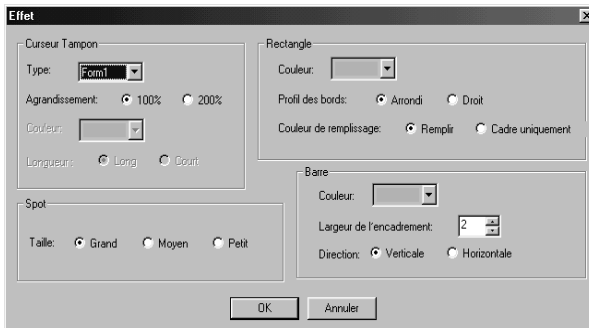 Effet
Curseur Tampon
Type: Form1
Agrandissement: 100% 200%
Couleur:
Longueur: Long Court
Spot
Taille: Grand Moyen Petit
Rectangle
Couleur:
Profil des bords: Arrondi Droit
Couleur de remplissage: Remplir Cadre uniquement
Barre
Couleur:
Largeur de l'encadrement: 2
Direction: Verticale Horizontale
OK Annuler